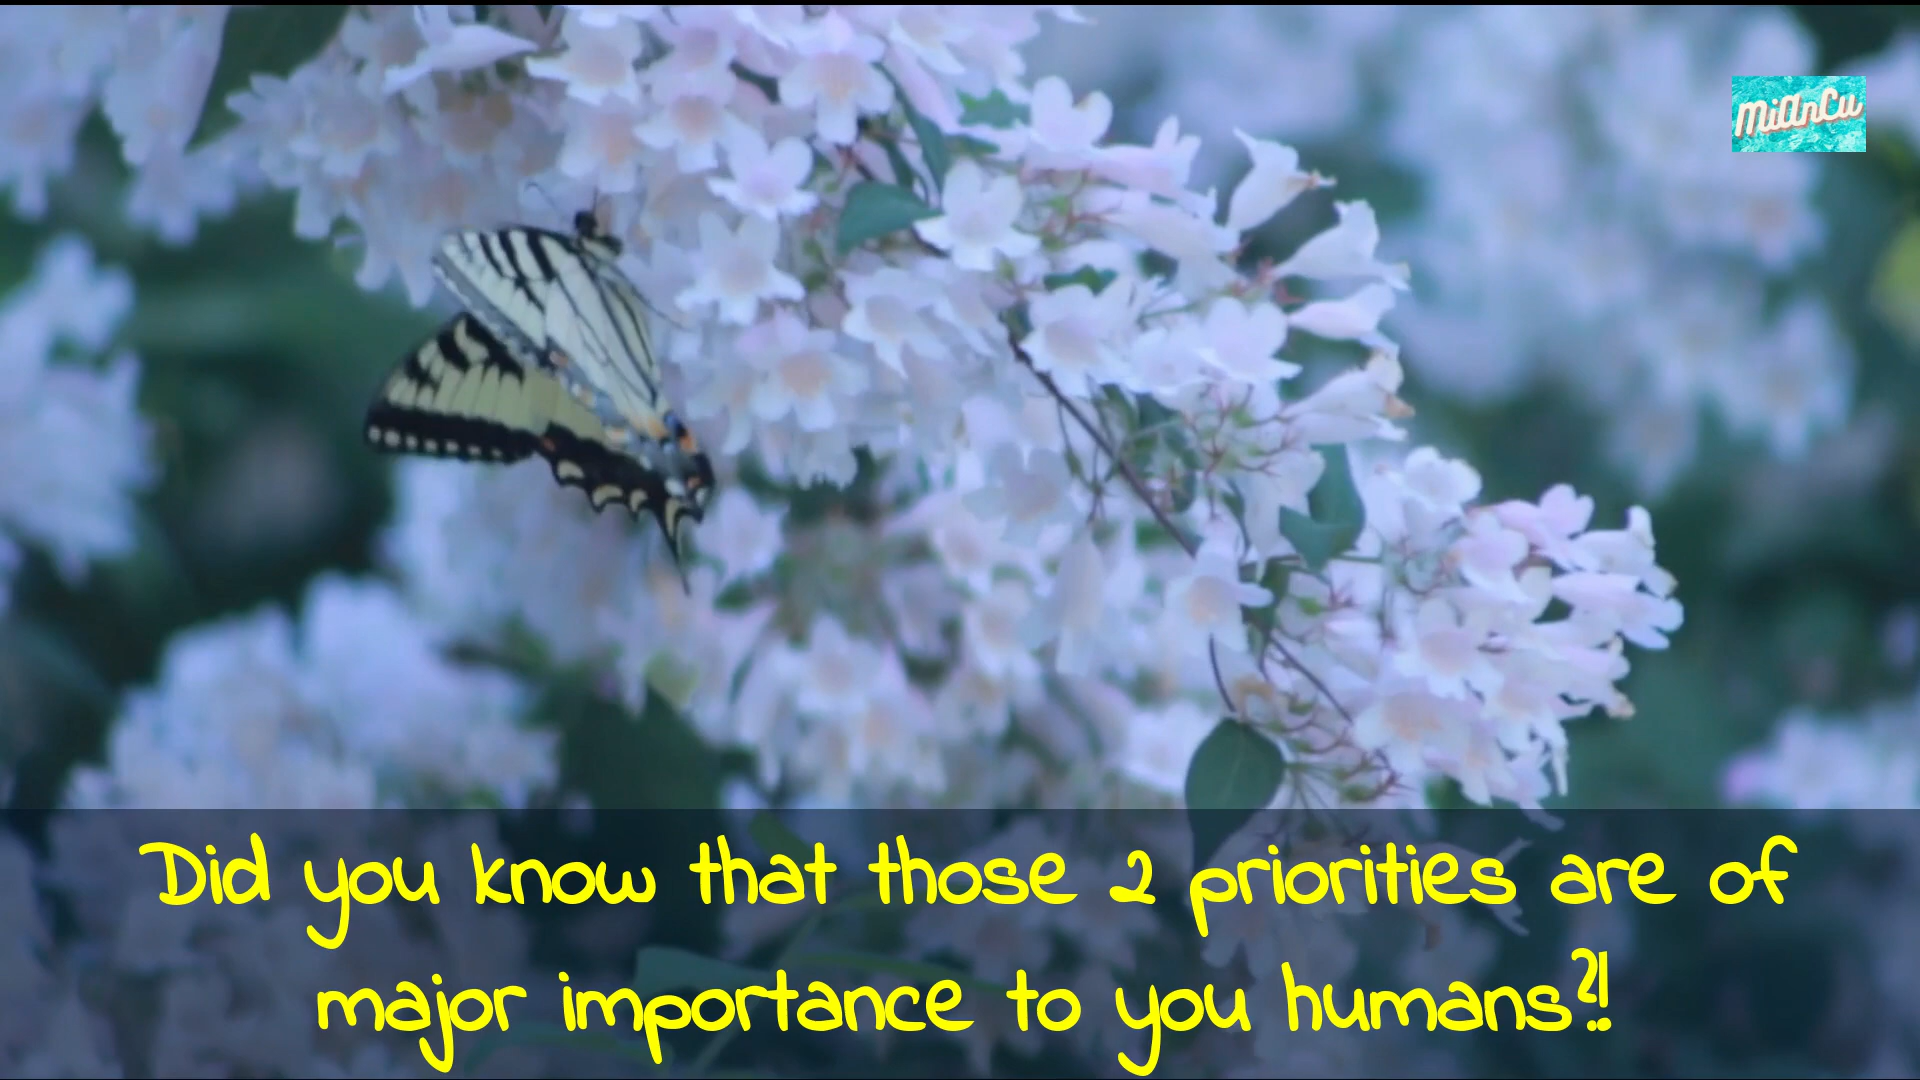 MiAnCu
Did you know that those 2 priorities are of
major importance to you humans?!